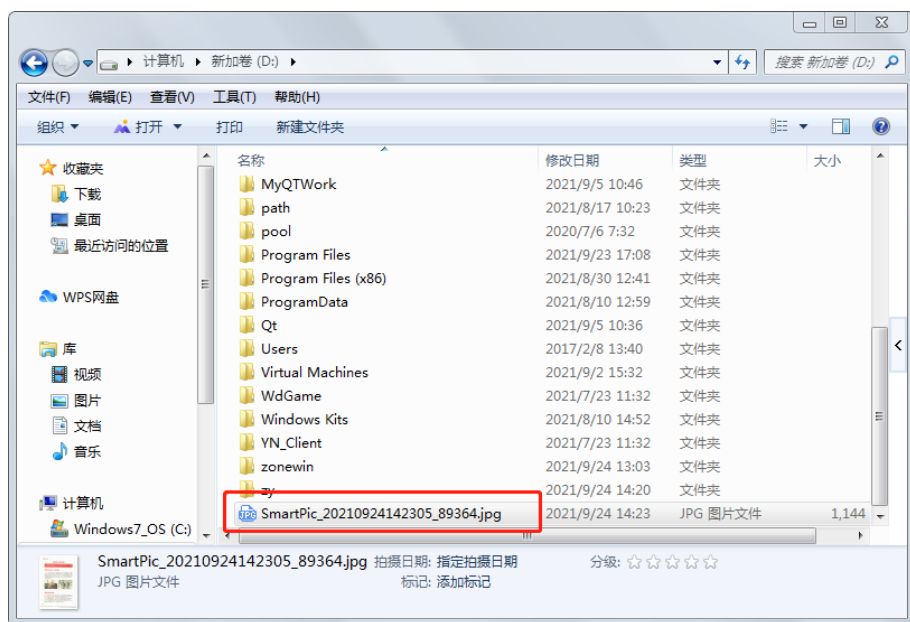 计算机 新加卷 (D:) 搜索 新加卷 (D:)
文件(F) 编辑(E) 查看(V) 工具(T) 帮助(H)
组织 打开 打印 新建文件夹
收藏夹
下载
桌面
最近访问的位置
WPS网盘
库
视频
图片
文档
音乐
计算机
Windows7_OS (C:)
名称 修改日期 类型 大小
MyQTWork 2021/9/5 10:46 文件夹
path 2021/8/17 10:23 文件夹
pool 2020/7/6 7:32 文件夹
Program Files 2021/9/23 17:08 文件夹
Program Files (x86) 2021/8/30 12:41 文件夹
ProgramData 2021/8/10 12:59 文件夹
Qt 2021/9/5 10:36 文件夹
Users 2017/2/8 13:40 文件夹
Virtual Machines 2021/9/2 15:32 文件夹
WdGame 2021/7/23 11:32 文件夹
Windows Kits 2021/8/10 14:52 文件夹
YN_Client 2021/7/23 11:32 文件夹
zonewin 2021/9/24 13:03 文件夹
zy 2021/9/24 14:20 文件夹
SmartPic_20210924142305_89364.jpg 2021/9/24 14:23 JPG 图片文件 1,144
SmartPic_20210924142305_89364.jpg 拍摄日期: 指定拍摄日期 分级:
JPG 图片文件 标记: 添加标记